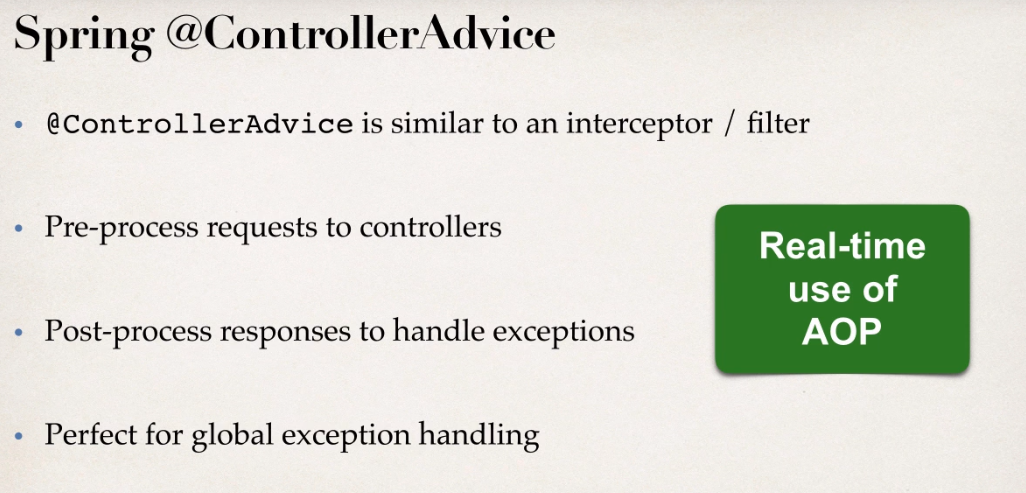 Spring @ControllerAdvice
• @ControllerAdvice is similar to an interceptor / filter
• Pre-process requests to controllers
Real-time
use of
AOP
• Post-process responses to handle exceptions
• Perfect for global exception handling